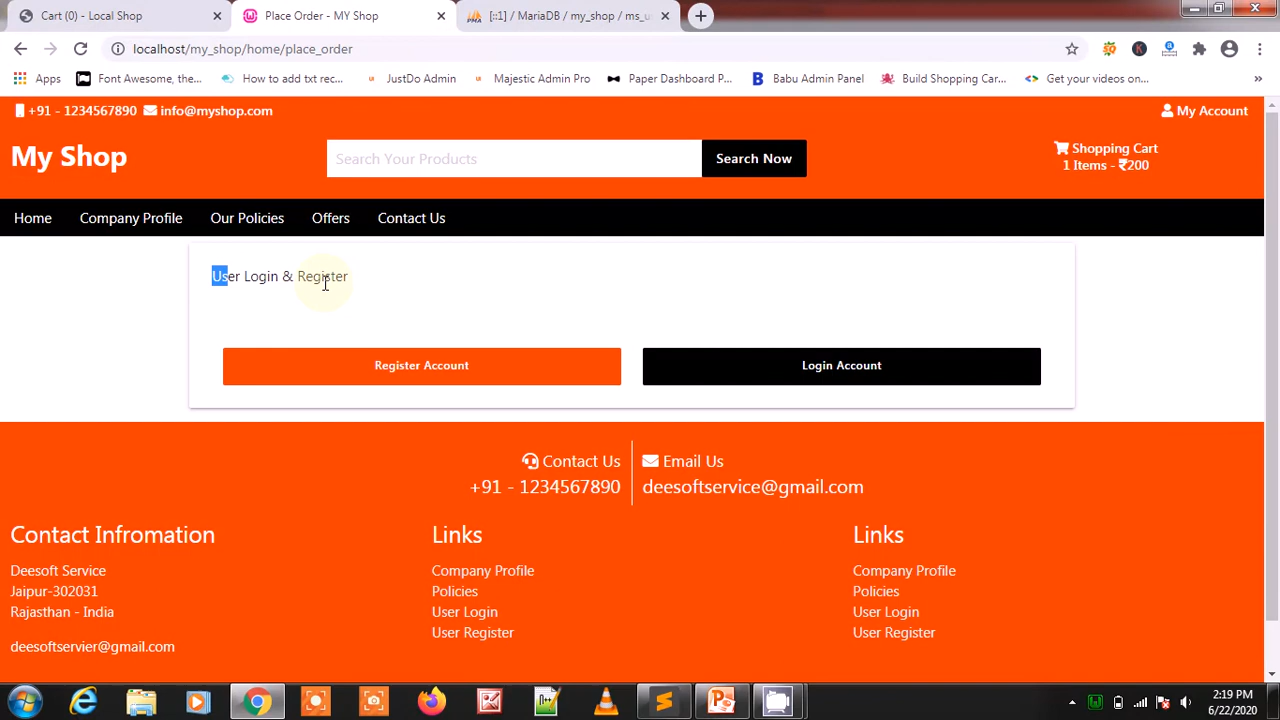 Cart (0) - Local Shop
Place Order - MY Shop
[::1] / MariaDB / my_shop / ms_u
localhost/my_shop/home/place_order
Apps
Font Awesome, the...
How to add txt rec...
JustDo Admin
Majestic Admin Pro
Paper Dashboard P...
Babu Admin Panel
Build Shopping Car...
Get your videos on...
+91 - 1234567890 info@myshop.com
My Account
My Shop
Search Your Products
Search Now
Shopping Cart
1 Items - ₹200
Home
Company Profile
Our Policies
Offers
Contact Us
User Login & Register
Register Account
Login Account
Contact Us
+91 - 1234567890
Email Us
deesoftservice@gmail.com
Contact Infromation
Deesoft Service
Jaipur-302031
Rajasthan - India
deesoftservier@gmail.com
Links
Company Profile
Policies
User Login
User Register
Links
Company Profile
Policies
User Login
User Register
2:19 PM
6/22/2020